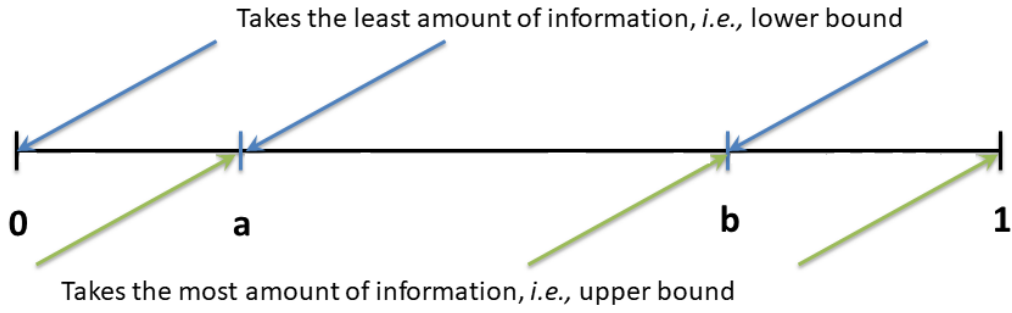 Takes the least amount of information, i.e., lower bound
0 a b 1
Takes the most amount of information, i.e., upper bound